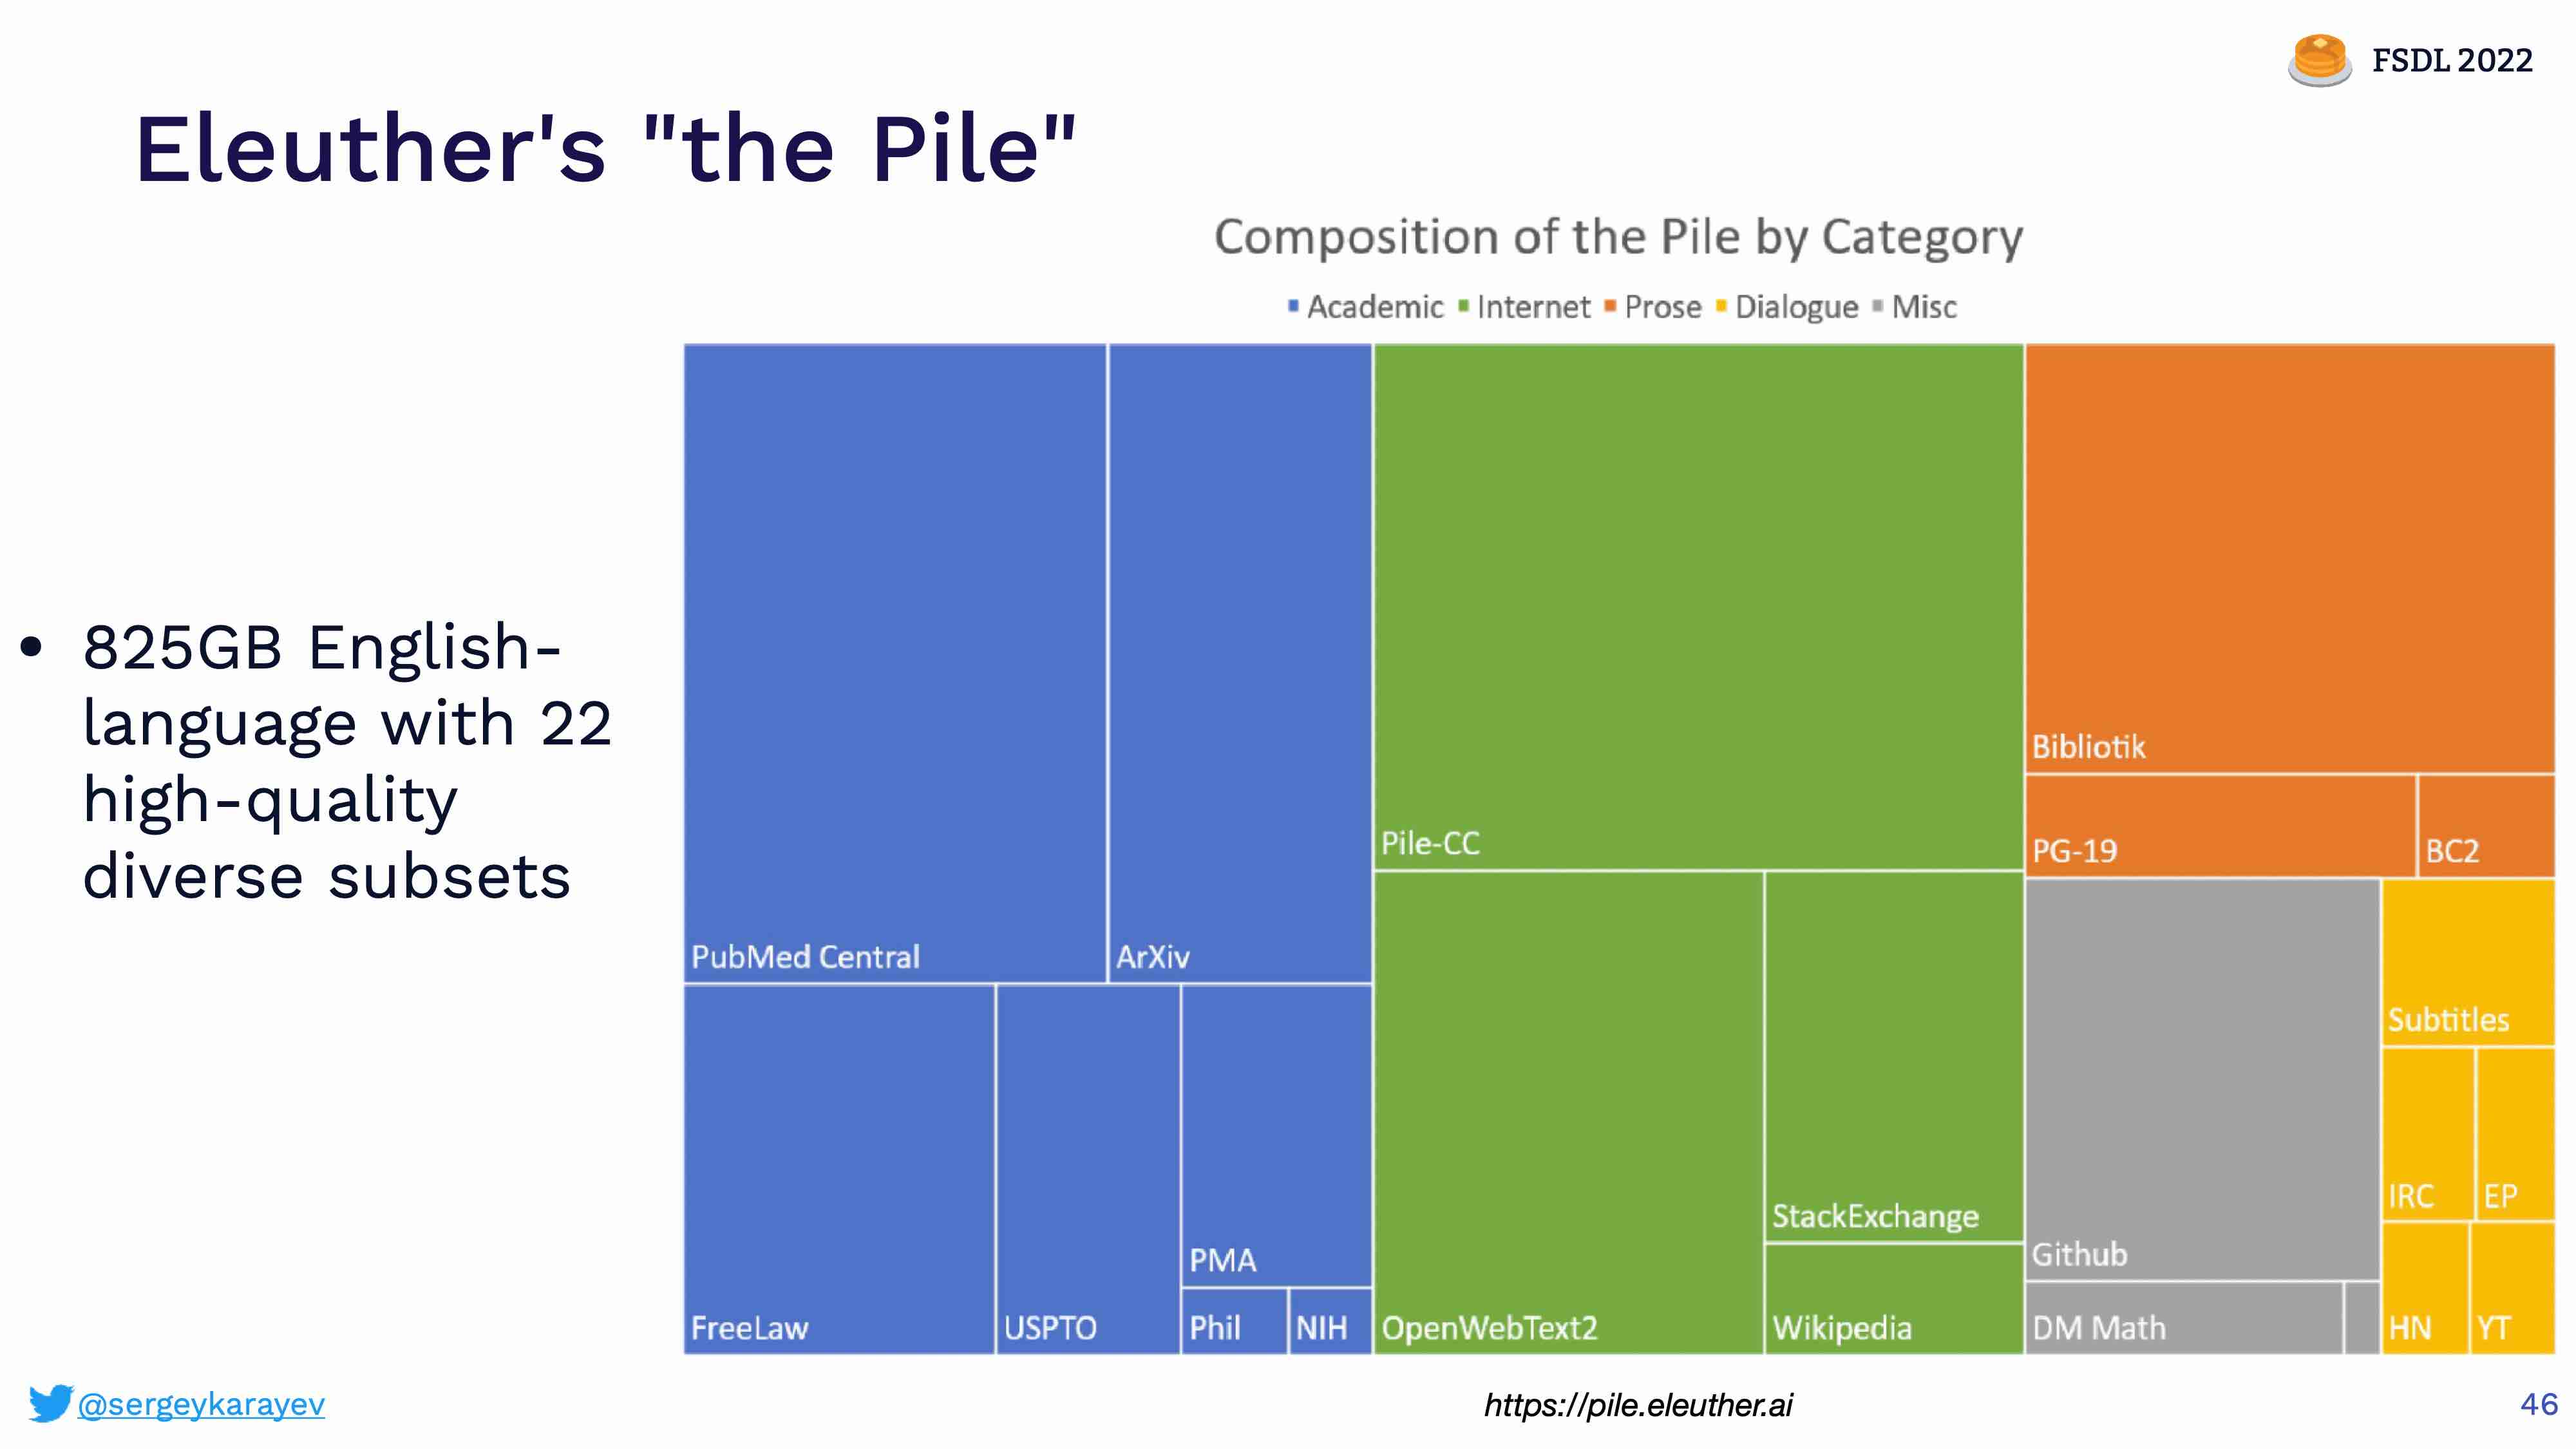 FSDL 2022
Eleuther's "the Pile"
Composition of the Pile by Category
Academic Internet Prose Dialogue Misc
825GB English-
language with 22
high-quality
diverse subsets
PubMed Central
ArXiv
FreeLaw
USPTO
PMA
Phil
NIH
Pile-CC
OpenWebText2
StackExchange
Wikipedia
Bibliotik
PG-19
BC2
Github
DM Math
Subtitles
IRC
EP
HN
YT
@sergeykarayev
https://pile.eleuther.ai
46